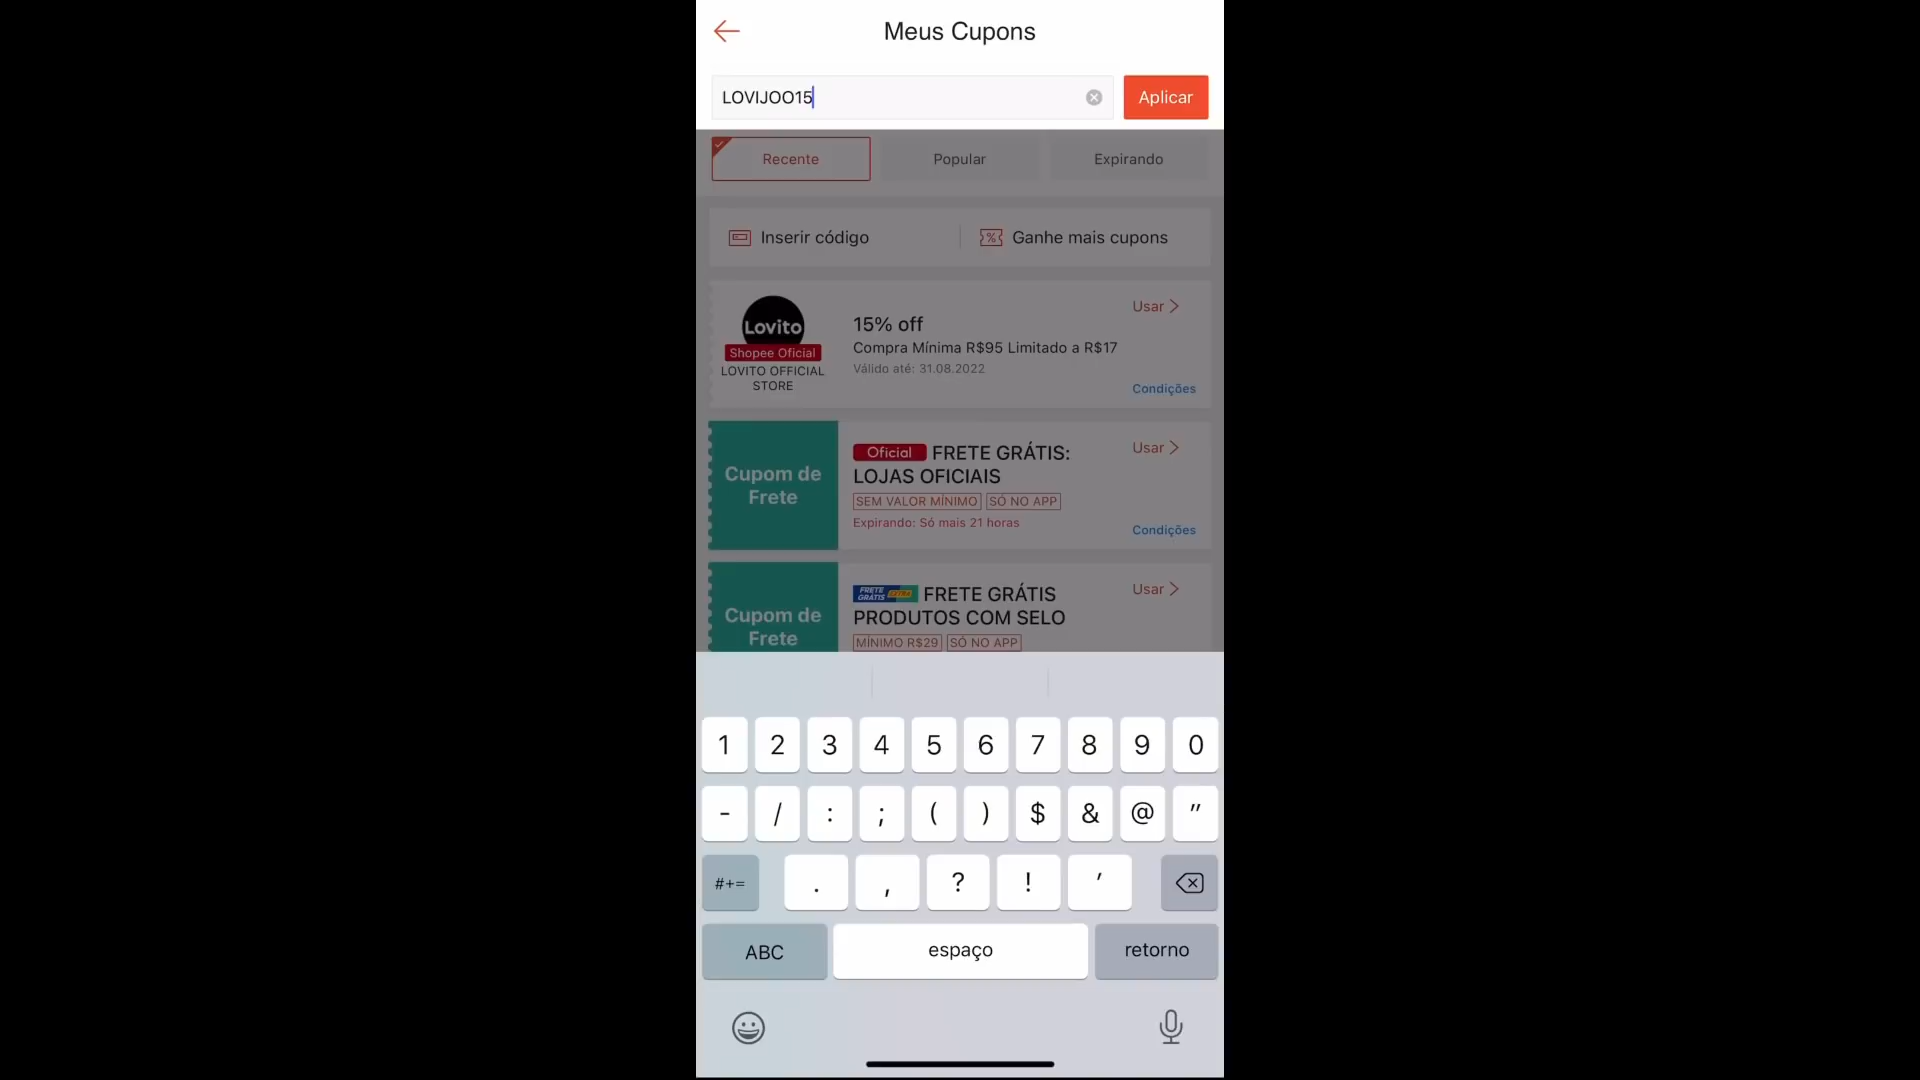 Meus Cupons
LOVIJOO15
Aplicar
Recente
Popular
Expirando
Inserir código
Ganhe mais cupons
Lovito
Shopee Oficial
LOVITO OFFICIAL
STORE
15% off
Compra Mínima R$95 Limitado a R$17
Válido até: 31.08.2022
Usar
Condições
Cupom de
Frete
Oficial FRETE GRÁTIS:
LOJAS OFICIAIS
SEM VALOR MÍNIMO SÓ NO APP
Expirando: Só mais 21 horas
Usar
Condições
Cupom de
Frete
FRETE GRÁTIS EXTRA FRETE GRÁTIS
PRODUTOS COM SELO
MÍNIMO R$29 SÓ NO APP
Usar
1 2 3 4 5 6 7 8 9 0
- / : ; ( ) $ & @ "
#+= . , ? ! '
ABC espaço retorno